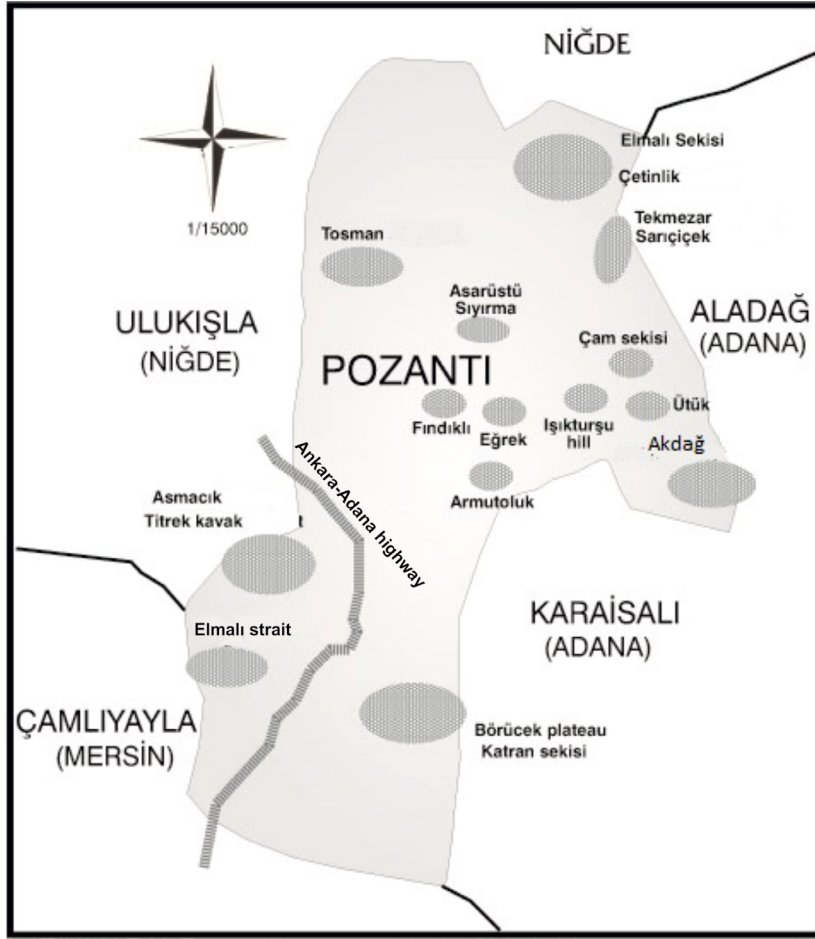 NİĞDE
Elmalı Sekisi
Çetinlik
1/15000
Tekmezar
Sarıçiçek
Tosman
Asarüstü
Sıyırma
ULUKIŞLA
(NİĞDE)
ALADAĞ
(ADANA)
Çam sekisi
POZANTI
Fındıklı
Eğrek
Işıkturşu
hill
Ütük
Akdağ
Ankara-Adana highway
Armutoluk
Asmacık
Titrek kavak
t
KARAİSALI
(ADANA)
Elmalı strait
ÇAMLIYAYLA
(MERSİN)
Börücek plateau
Katran sekisi